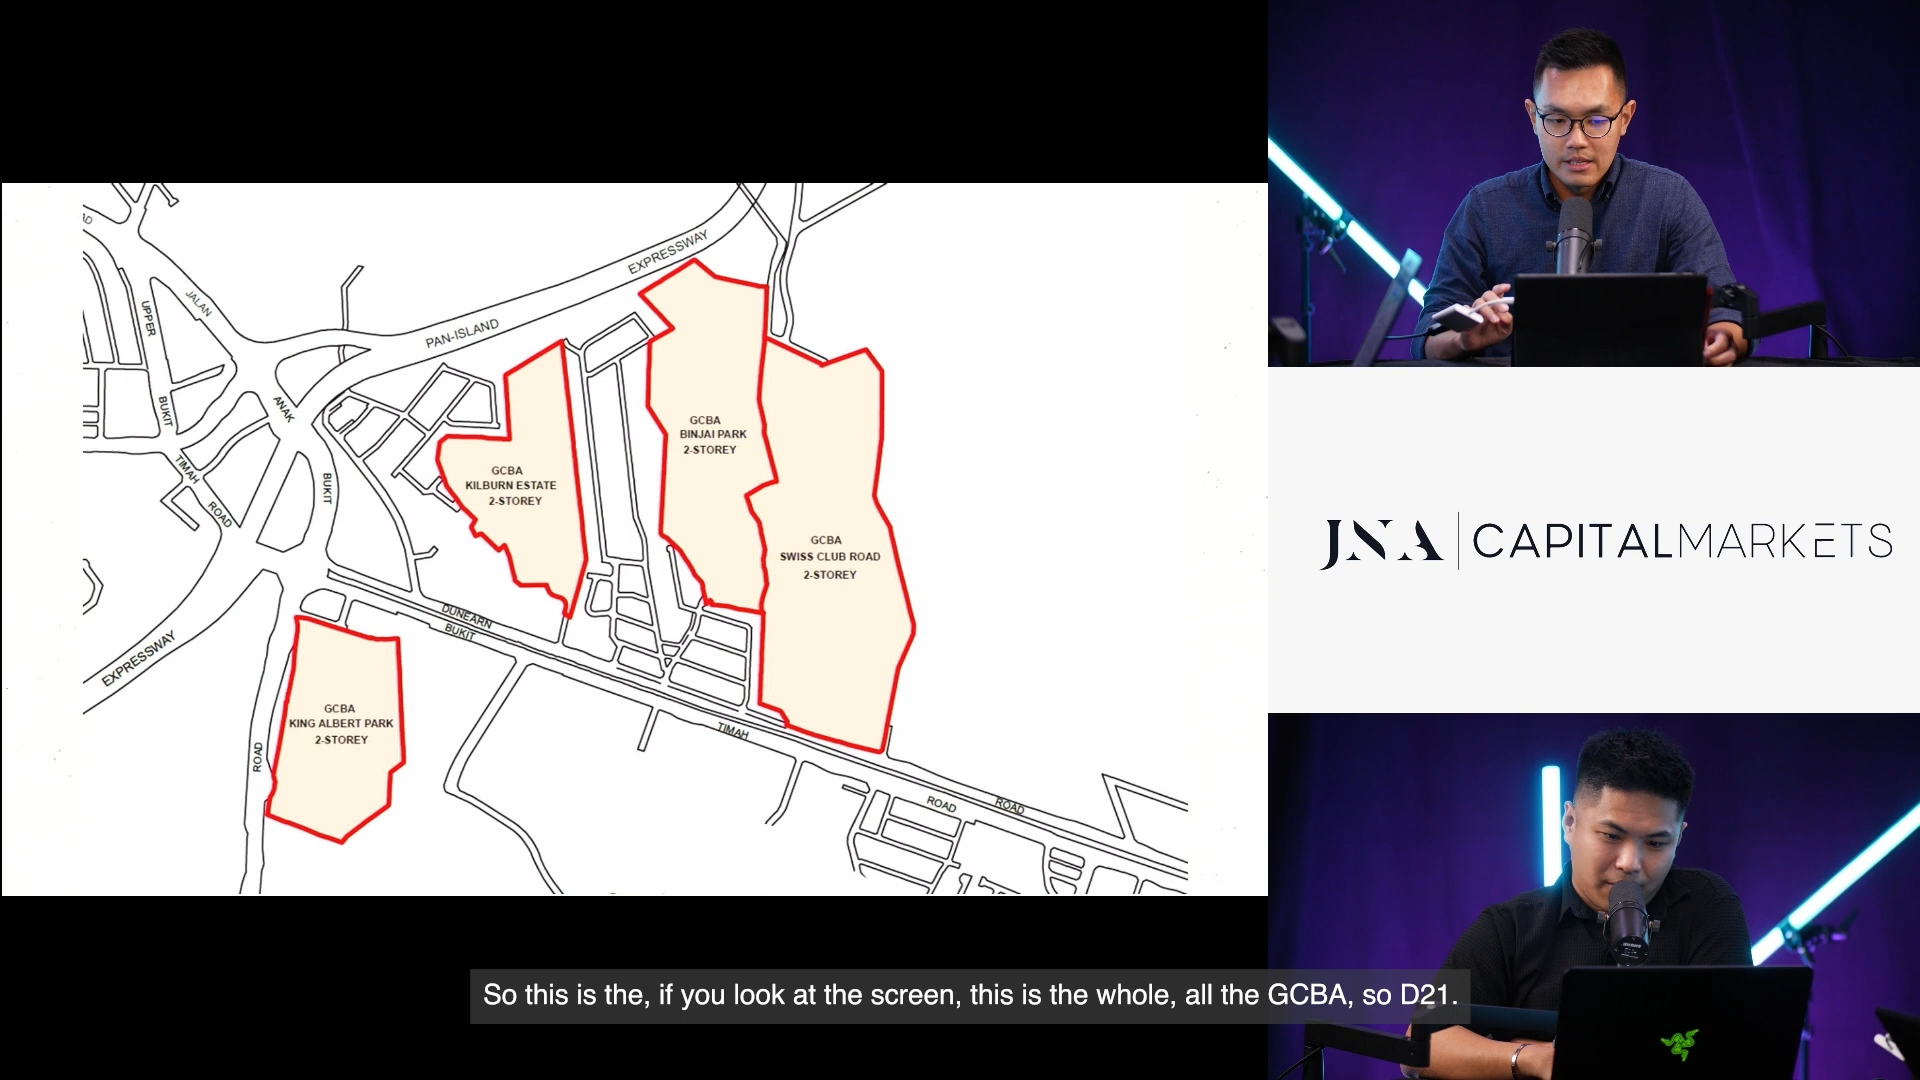 EXPRESSWAY
PAN-ISLAND
JALAN
UPPER
BUKIT
ANAK
BUKIT
TIMAH
ROAD
GCBA
BINJAI PARK
2-STOREY
GCBA
KILBURN ESTATE
2-STOREY
GCBA
SWISS CLUB ROAD
2-STOREY
DUNEARN
BUKIT
EXPRESSWAY
GCBA
KING ALBERT PARK
2-STOREY
ROAD
TIMAH
ROAD
ROAD
JNA CAPITALMARKETS
So this is the, if you look at the screen, this is the whole, all the GCBA, so D21.